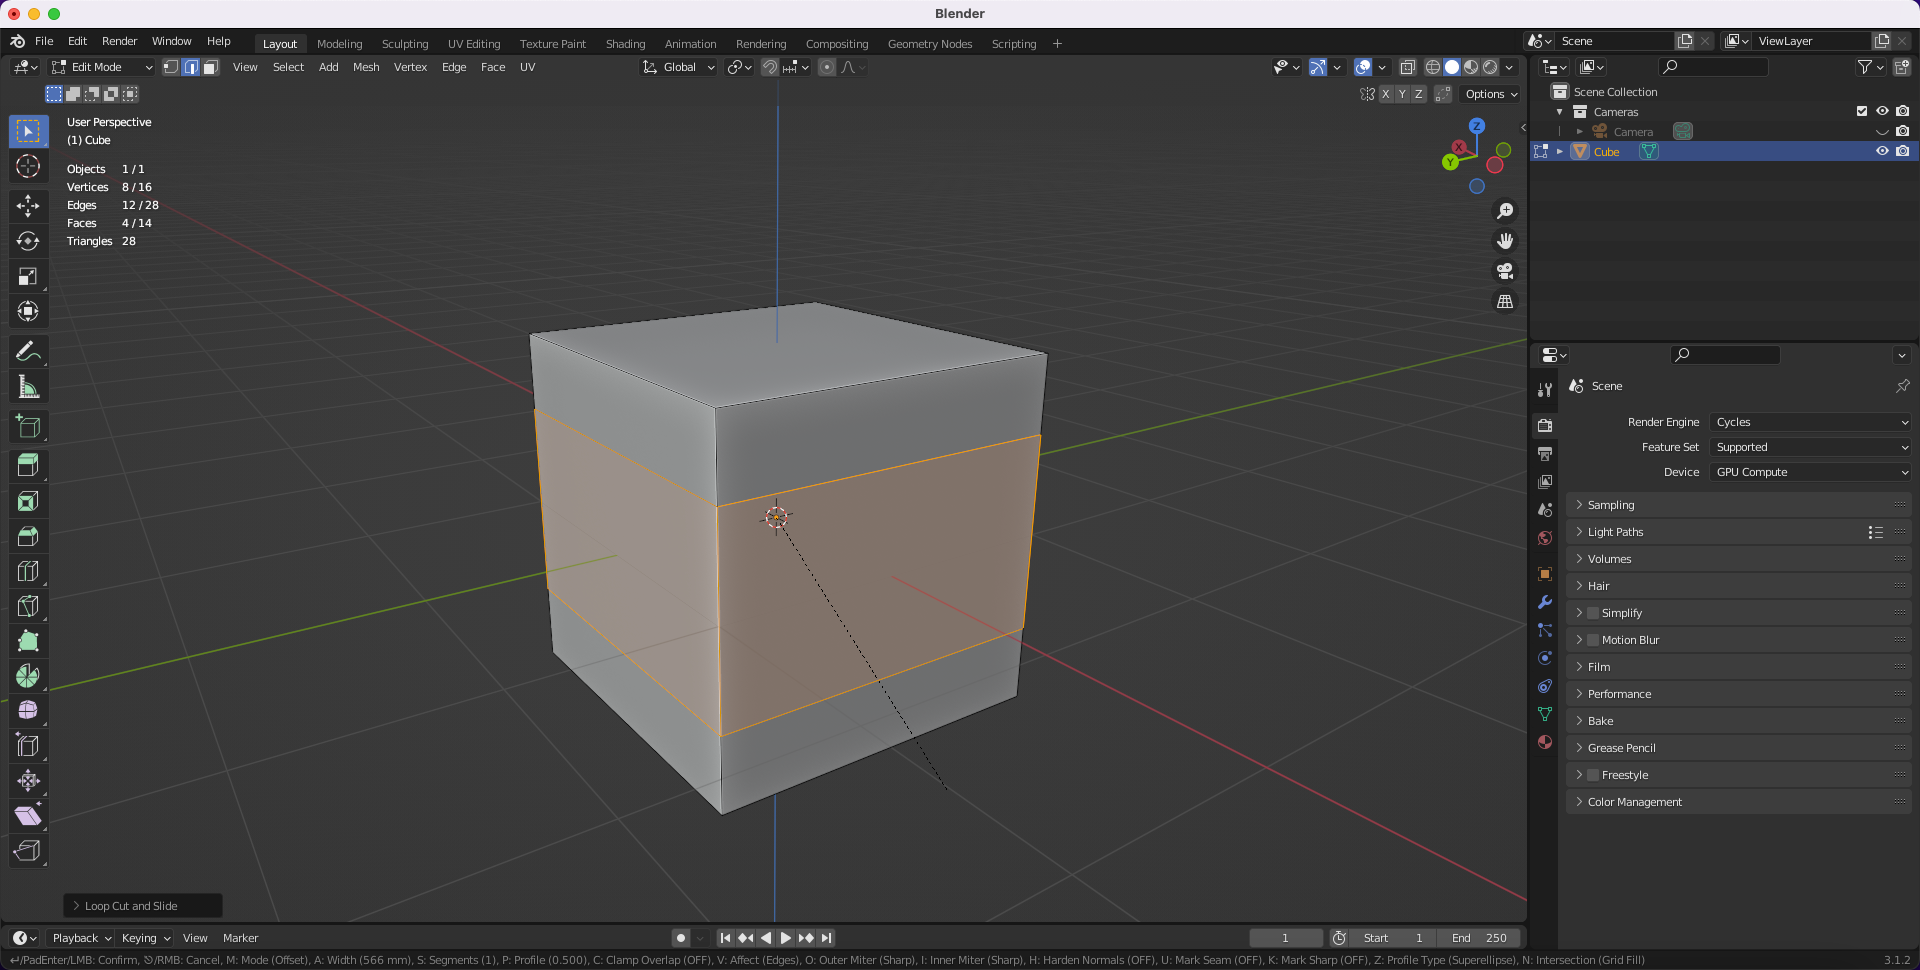 Blender
File Edit Render Window Help Layout Modeling Sculpting UV Editing Texture Paint Shading Animation Rendering Compositing Geometry Nodes Scripting + Scene ViewLayer
Edit Mode View Select Add Mesh Vertex Edge Face UV Global
X Y Z Options
User Perspective
(1) Cube
Objects 1 / 1
Vertices 8 / 16
Edges 12 / 28
Faces 4 / 14
Triangles 28
Z
X
Y
Scene Collection
Cameras
Camera
Cube
Scene
Render Engine Cycles
Feature Set Supported
Device GPU Compute
Sampling
Light Paths
Volumes
Hair
Simplify
Motion Blur
Film
Performance
Bake
Grease Pencil
Freestyle
Color Management
Loop Cut and Slide
Playback Keying View Marker 1 Start 1 End 250
↵/PadEnter/LMB: Confirm, ⎋/RMB: Cancel, M: Mode (Offset), A: Width (566 mm), S: Segments (1), P: Profile (0.500), C: Clamp Overlap (OFF), V: Affect (Edges), O: Outer Miter (Sharp), I: Inner Miter (Sharp), H: Harden Normals (OFF), U: Mark Seam (OFF), K: Mark Sharp (OFF), Z: Profile Type (Superellipse), N: Intersection (Grid Fill) 3.1.2